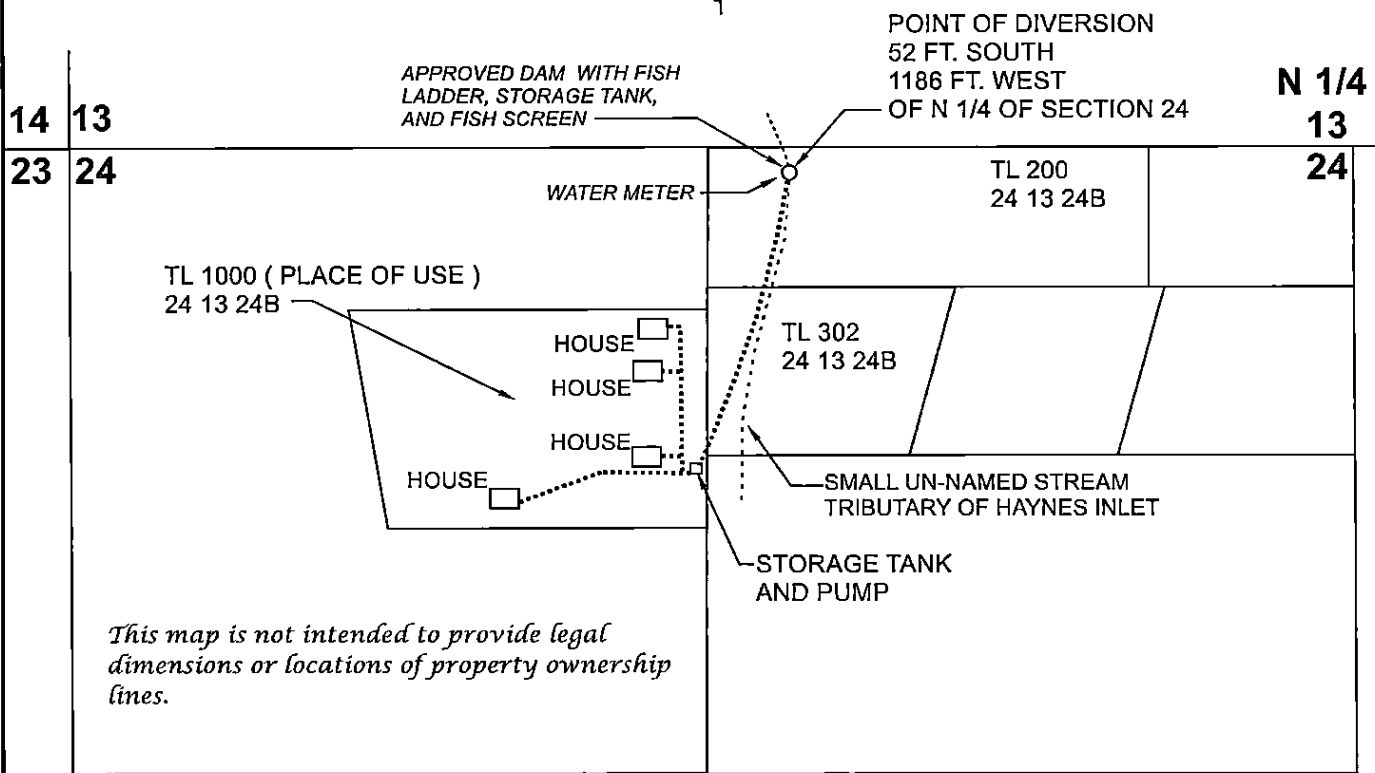 POINT OF DIVERSION
52 FT. SOUTH
1186 FT. WEST
OF N 1/4 OF SECTION 24
APPROVED DAM WITH FISH
LADDER, STORAGE TANK,
AND FISH SCREEN
N 1/4
13
24
14 13
23 24
WATER METER
TL 200
24 13 24B
TL 1000 ( PLACE OF USE )
24 13 24B
HOUSE
HOUSE
HOUSE
HOUSE
TL 302
24 13 24B
SMALL UN-NAMED STREAM
TRIBUTARY OF HAYNES INLET
STORAGE TANK
AND PUMP
This map is not intended to provide legal
dimensions or locations of property ownership
lines.